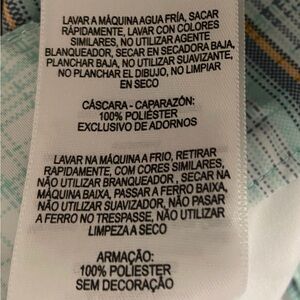 LAVAR A MÁQUINA AGUA FRÍA, SACAR
RÁPIDAMENTE, LAVAR CON COLORES
SIMILARES, NO UTILIZAR AGENTE
BLANQUEADOR, SECAR EN SECADORA BAJA,
PLANCHAR BAJA, NO UTILIZAR SUAVIZANTE,
NO PLANCHAR EL DIBUJO, NO LIMPIAR
EN SECO
CÁSCARA - CAPARAZÓN:
100% POLIÉSTER
EXCLUSIVO DE ADORNOS
LAVAR NA MÁQUINA A FRIO, RETIRAR
RAPIDAMENTE, COM CORES SIMILARES,
NÃO UTILIZAR BRANQUEADOR, SECAR NA
MÁQUINA BAIXA, PASSAR A FERRO BAIXA,
NÃO UTILIZAR SUAVIZADOR, NÃO PASAR
A FERRO NO TRESPASSE, NÃO UTILIZAR
LIMPEZA A SECO
ARMAÇÃO:
100% POLIESTER
SEM DECORAÇÃO